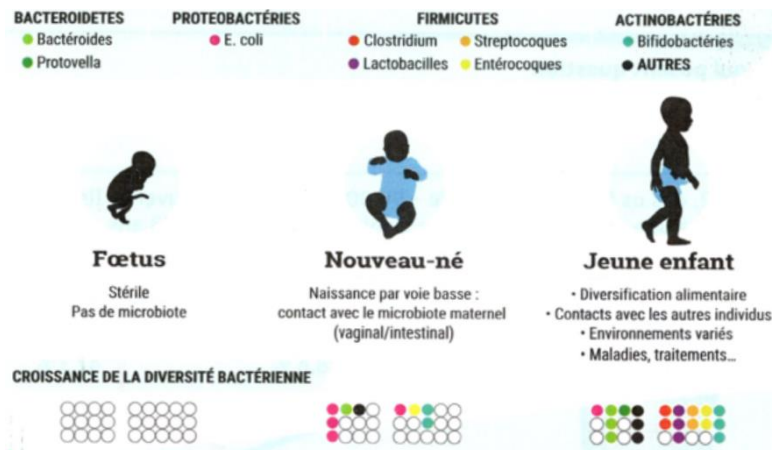 BACTEROIDETES
Bactéroides
Protovella
PROTEOBACTÉRIES
E. coli
FIRMICUTES
Clostridium
Streptocoques
Lactobacilles
Entérocoques
ACTINOBACTÉRIES
Bifidobactéries
AUTRES
Fœtus
Stérile
Pas de microbiote
Nouveau-né
Naissance par voie basse :
contact avec le microbiote maternel
(vaginal/intestinal)
Jeune enfant
• Diversification alimentaire
• Contacts avec les autres individus
• Environnements variés
• Maladies, traitements...
CROISSANCE DE LA DIVERSITÉ BACTÉRIENNE